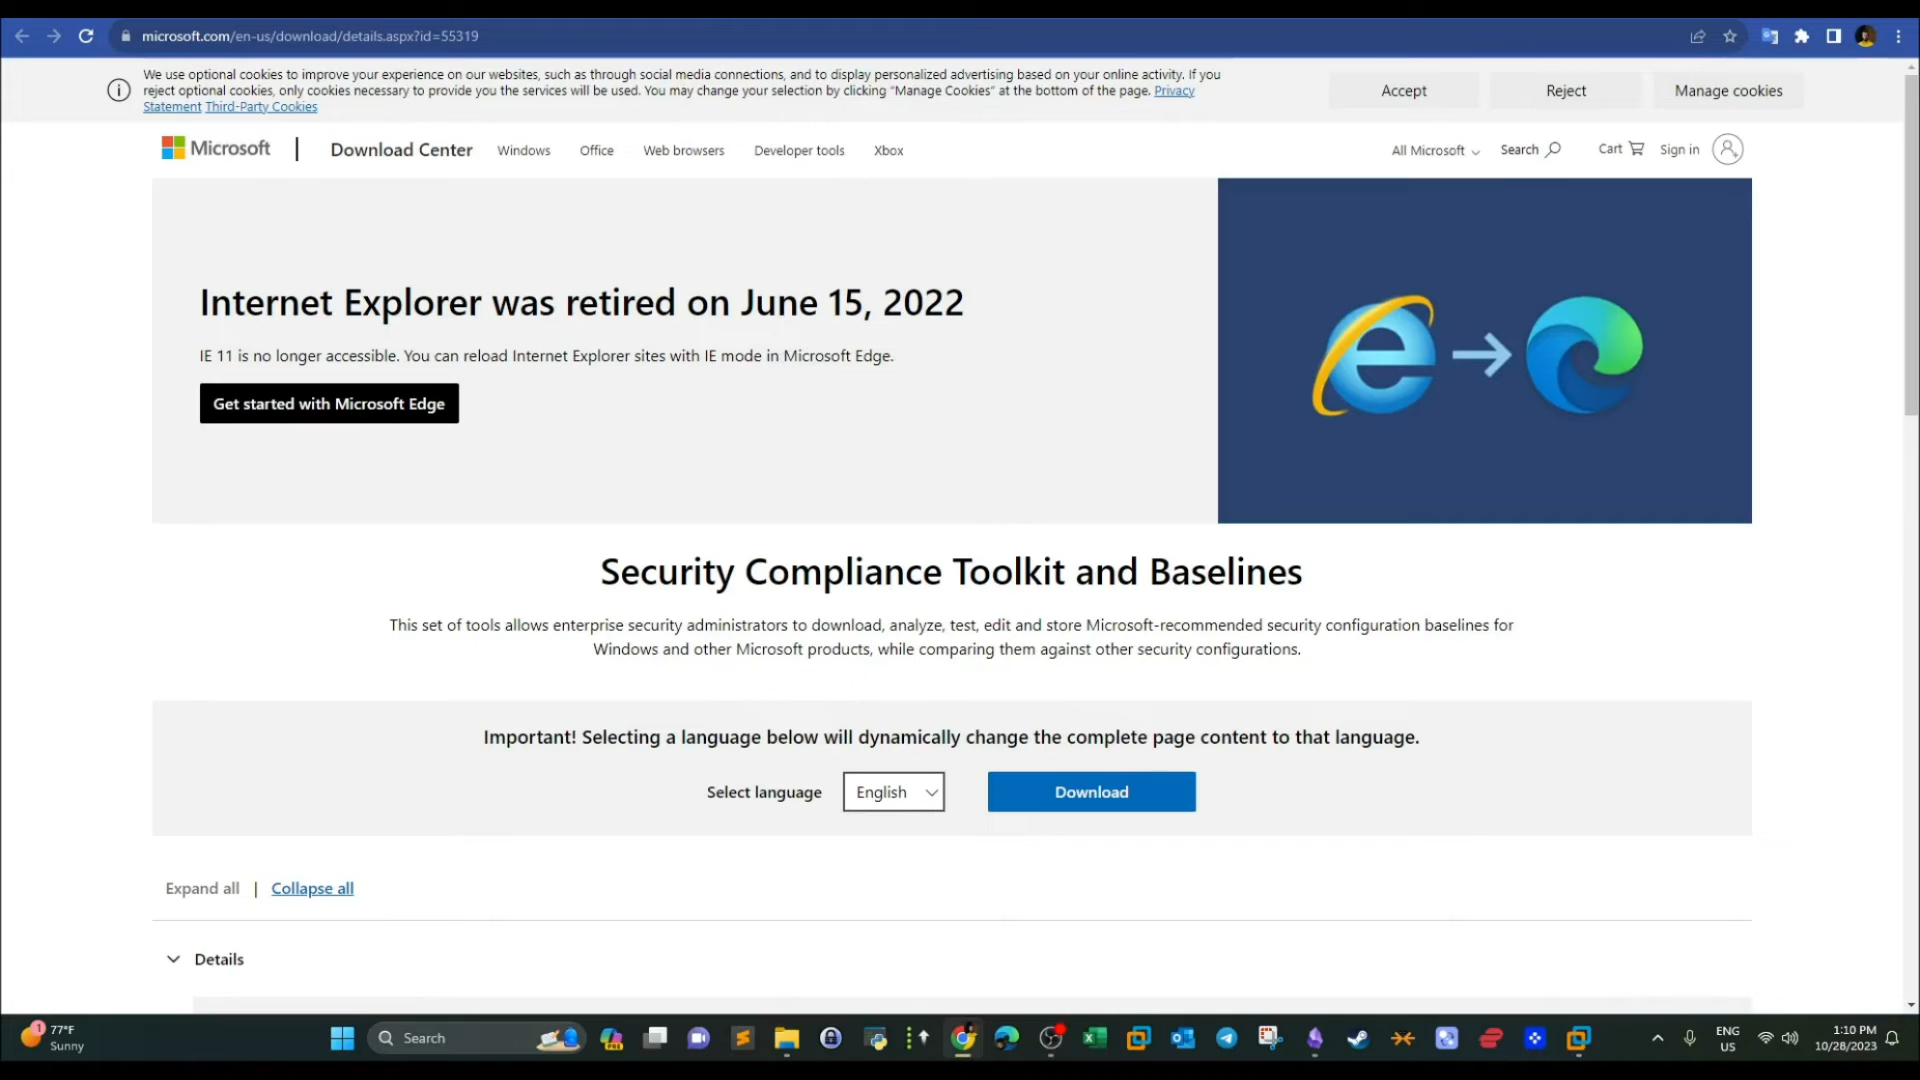 microsoft.com/en-us/download/details.aspx?id=55319
We use optional cookies to improve your experience on our websites, such as through social media connections, and to display personalized advertising based on your online activity. If you
reject optional cookies, only cookies necessary to provide you the services will be used. You may change your selection by clicking "Manage Cookies" at the bottom of the page. Privacy
Statement Third-Party Cookies
Accept
Reject
Manage cookies
Microsoft
Download Center
Windows
Office
Web browsers
Developer tools
Xbox
All Microsoft
Search
Cart
Sign in
Internet Explorer was retired on June 15, 2022
IE 11 is no longer accessible. You can reload Internet Explorer sites with IE mode in Microsoft Edge.
Get started with Microsoft Edge
Security Compliance Toolkit and Baselines
This set of tools allows enterprise security administrators to download, analyze, test, edit and store Microsoft-recommended security configuration baselines for
Windows and other Microsoft products, while comparing them against other security configurations.
Important! Selecting a language below will dynamically change the complete page content to that language.
Select language
English
Download
Expand all | Collapse all
Details
1
77°F
Sunny
Search
ENG
US
1:10 PM
10/28/2023